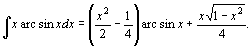 ∫ x arc sin x dx = (x²/2 − 1/4) arc sin x + x√(1 − x²)/4.